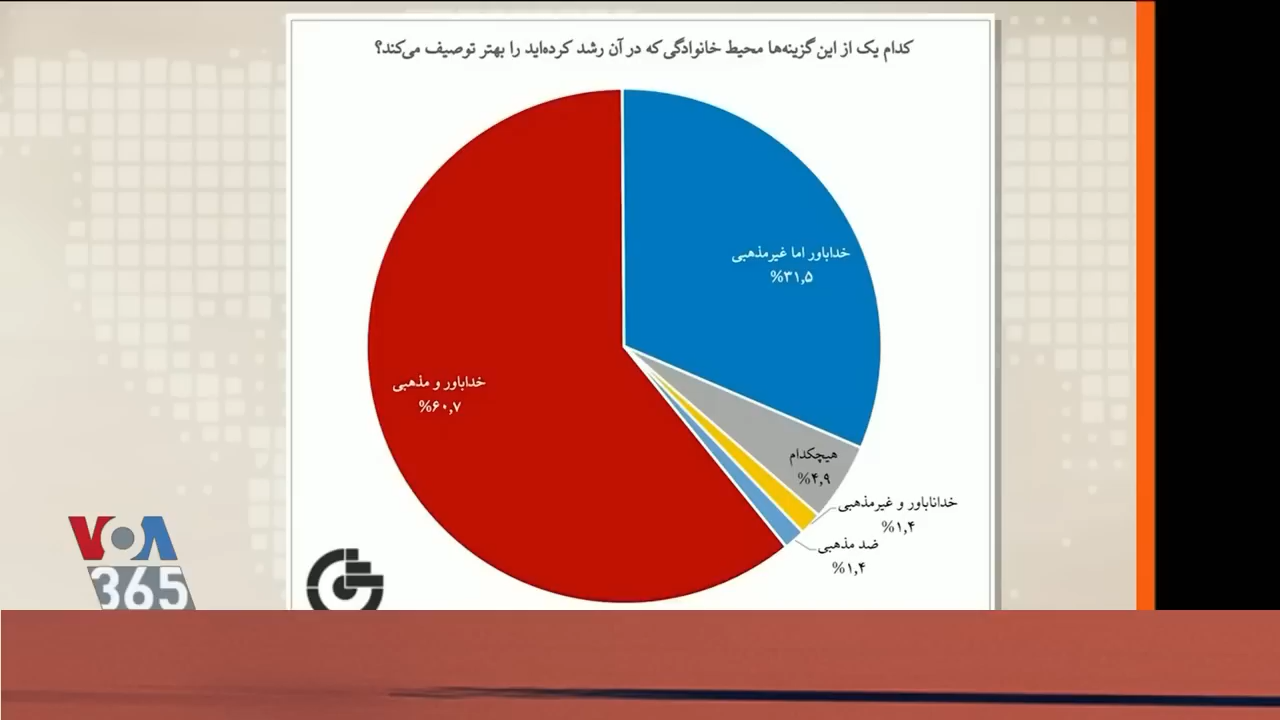 کدام یک از این گزینه‌ها محیط خانوادگی که در آن رشد کرده‌اید را بهتر توصیف می‌کند؟
خداباور اما غیرمذهبی
%۳۱,۵
خداباور و مذهبی
%۶۰,۷
هیچکدام
%۴,۹
خداناباور و غیرمذهبی
%۱,۴
ضد مذهبی
%۱,۴
VOA
365